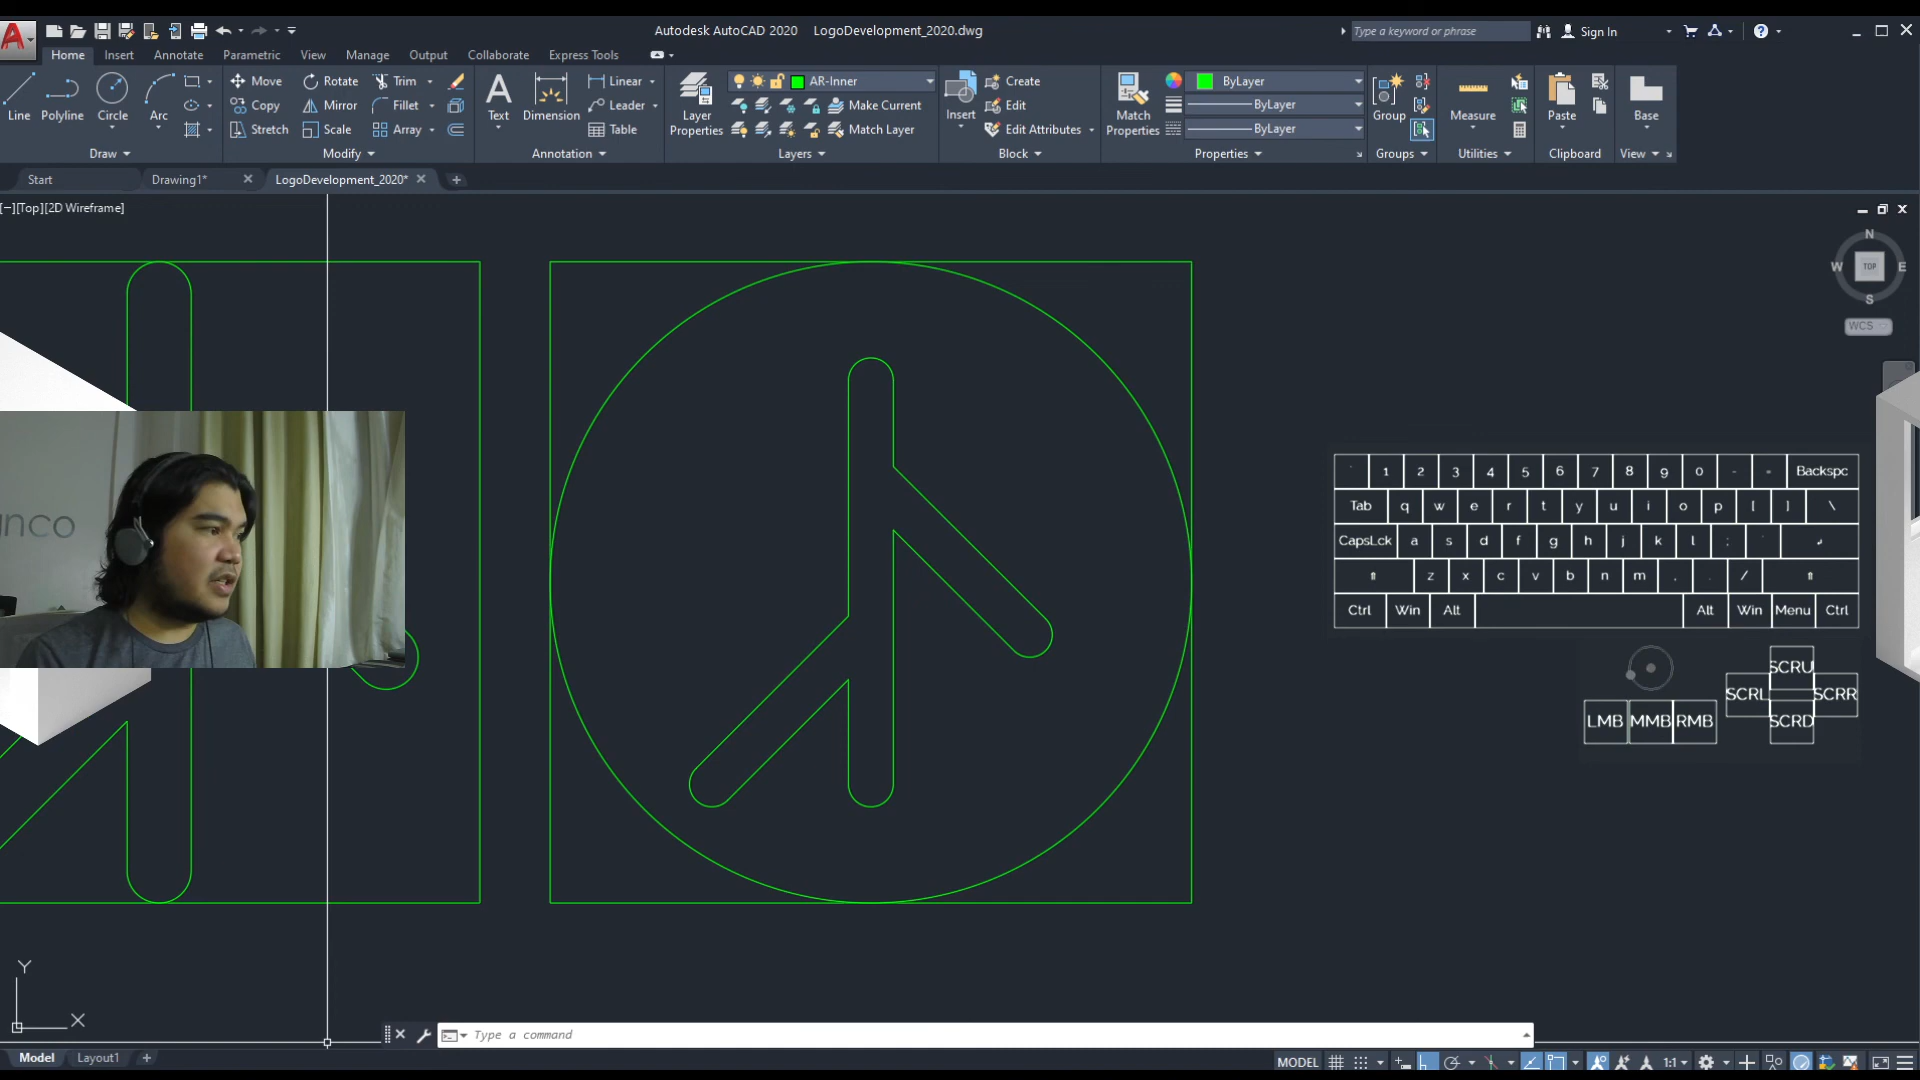 Autodesk AutoCAD 2020 LogoDevelopment_2020.dwg
Type a keyword or phrase
Sign In
Home Insert Annotate Parametric View Manage Output Collaborate Express Tools
Line Polyline Circle Arc
Move Rotate Trim
Copy Mirror Fillet
Stretch Scale Array
Text Dimension
Linear
Leader
Table
Layer Properties
AR-Inner
Make Current
Match Layer
Insert
Create
Edit
Edit Attributes
Match Properties
ByLayer
ByLayer
ByLayer
Group
Measure
Paste
Base
Draw Modify Annotation Layers Block Properties Groups Utilities Clipboard View
Start Drawing1* LogoDevelopment_2020*
[−][Top][2D Wireframe]
N
W TOP E
S
WCS
nco
` 1 2 3 4 5 6 7 8 9 0 - = Backspc
Tab q w e r t y u i o p [ ] \
CapsLck a s d f g h j k l ; '
z x c v b n m , . /
Ctrl Win Alt Alt Win Menu Ctrl
SCRU
SCRL SCRR
LMB MMB RMB SCRD
Y
X
Type a command
Model Layout1
MODEL 1:1